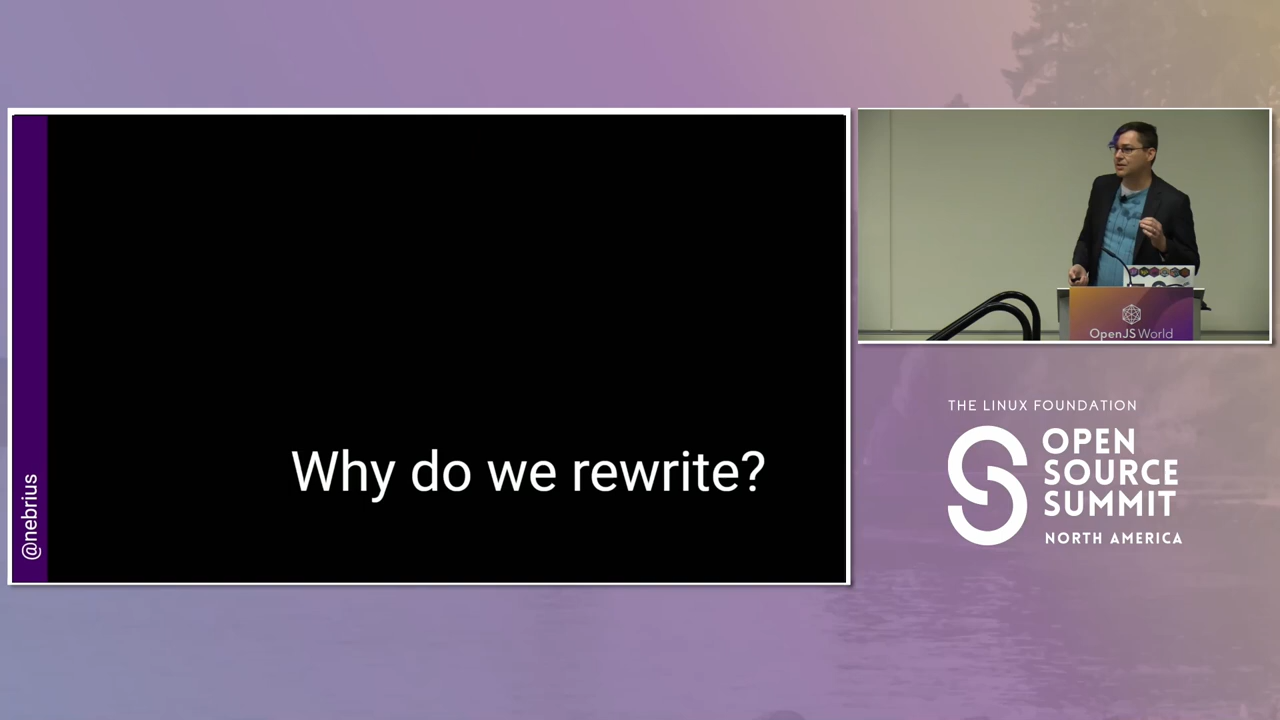 @nebrius
Why do we rewrite?
OpenJS World
THE LINUX FOUNDATION
OPEN
SOURCE
SUMMIT
NORTH AMERICA